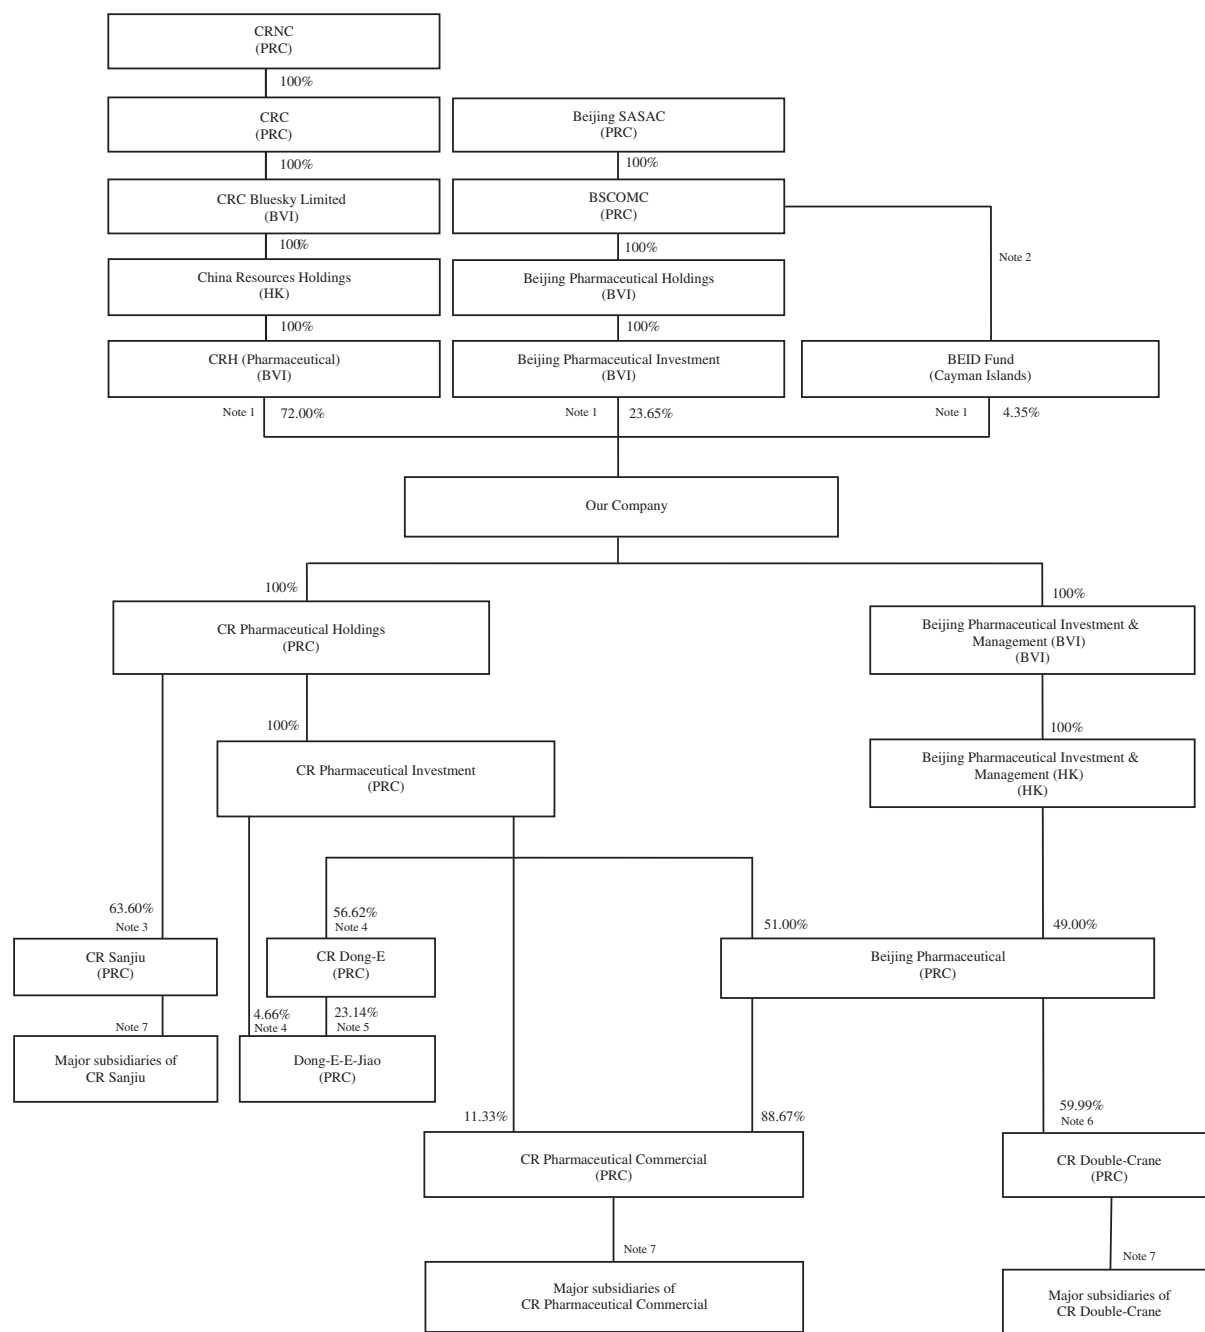 CRNC
(PRC)
100%
CRC
(PRC)
Beijing SASAC
(PRC)
100%
100%
CRC Bluesky Limited
(BVI)
BSCOMC
(PRC)
100%
100%
Note 2
China Resources Holdings
(HK)
Beijing Pharmaceutical Holdings
(BVI)
100%
100%
CRH (Pharmaceutical)
(BVI)
Beijing Pharmaceutical Investment
(BVI)
BEID Fund
(Cayman Islands)
Note 1
72.00%
Note 1
23.65%
Note 1
4.35%
Our Company
100%
100%
CR Pharmaceutical Holdings
(PRC)
Beijing Pharmaceutical Investment &
Management (BVI)
(BVI)
100%
100%
CR Pharmaceutical Investment
(PRC)
Beijing Pharmaceutical Investment &
Management (HK)
(HK)
63.60%
Note 3
56.62%
Note 4
51.00%
49.00%
CR Sanjiu
(PRC)
CR Dong-E
(PRC)
Beijing Pharmaceutical
(PRC)
Note 7
4.66%
Note 4
23.14%
Note 5
Major subsidiaries of
CR Sanjiu
Dong-E-E-Jiao
(PRC)
11.33%
88.67%
59.99%
Note 6
CR Pharmaceutical Commercial
(PRC)
CR Double-Crane
(PRC)
Note 7
Note 7
Major subsidiaries of
CR Pharmaceutical Commercial
Major subsidiaries of
CR Double-Crane